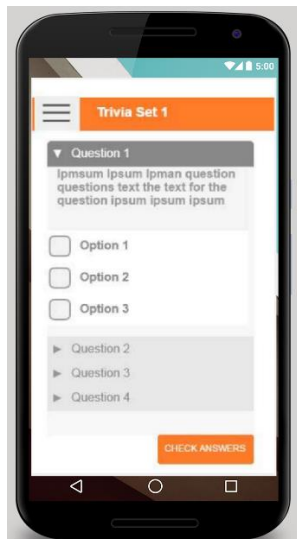 5:00
Trivia Set 1
Question 1
Ipmsum Ipsum Ipman question
questions text the text for the
question ipsum ipsum ipsum
Option 1
Option 2
Option 3
Question 2
Question 3
Question 4
CHECK ANSWERS